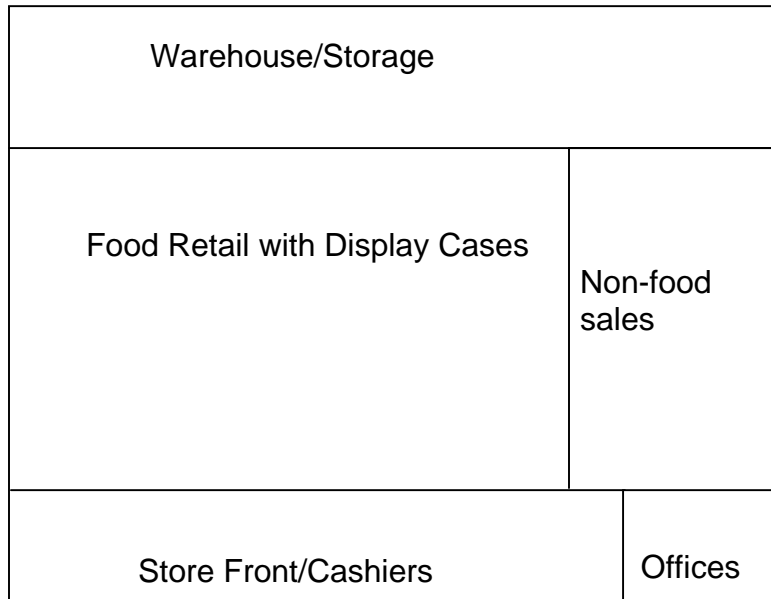 Warehouse/Storage
Food Retail with Display Cases
Non-food
sales
Store Front/Cashiers
Offices